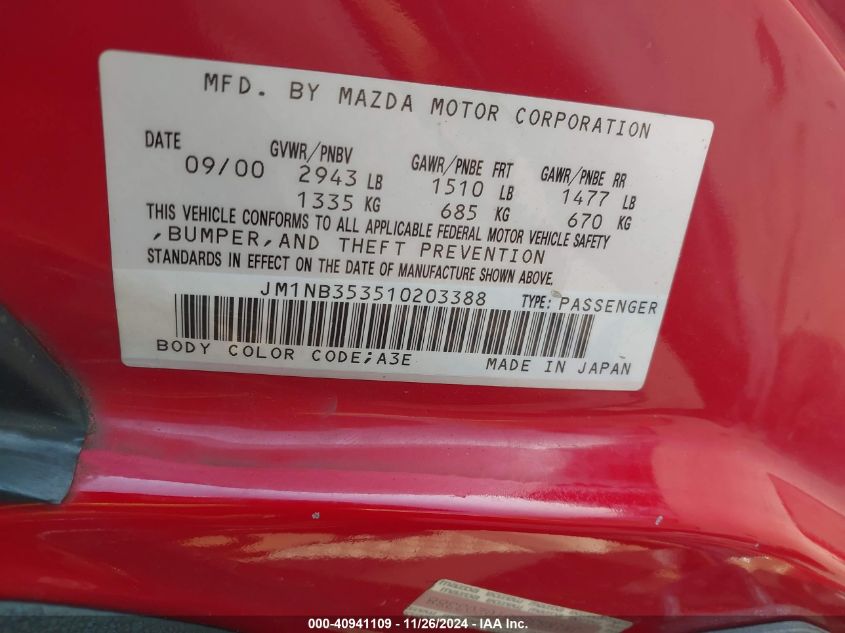 MFD. BY MAZDA MOTOR CORPORATION
DATE GVWR/PNBV GAWR/PNBE FRT GAWR/PNBE RR
09/00 2943 LB 1510 LB 1477 LB
1335 KG 685 KG 670 KG
THIS VEHICLE CONFORMS TO ALL APPLICABLE FEDERAL MOTOR VEHICLE SAFETY
,BUMPER,AND THEFT PREVENTION
STANDARDS IN EFFECT ON THE DATE OF MANUFACTURE SHOWN ABOVE.
JM1NB353510203388 TYPE: PASSENGER
BODY COLOR CODE;A3E MADE IN JAPAN
000-40941109 - 11/26/2024 - IAA Inc.